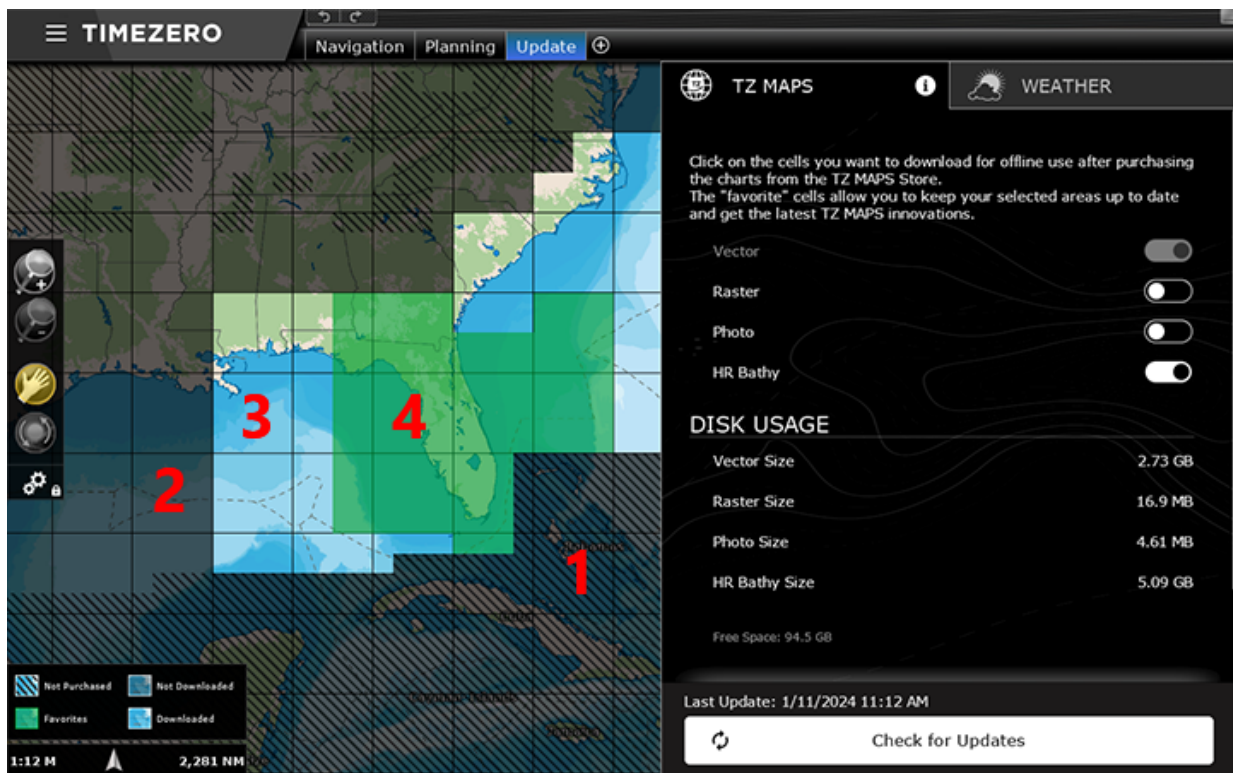 TIMEZERO
Navigation Planning Update
TZ MAPS
WEATHER
Click on the cells you want to download for offline use after purchasing
the charts from the TZ MAPS Store.
The "favorite" cells allow you to keep your selected areas up to date
and get the latest TZ MAPS innovations.
Vector
Raster
Photo
HR Bathy
DISK USAGE
Vector Size 2.73 GB
Raster Size 16.9 MB
Photo Size 4.61 MB
HR Bathy Size 5.09 GB
Free Space: 94.5 GB
Last Update: 1/11/2024 11:12 AM
Check for Updates
3
4
2
1
Bahamas
Cuba
Cayman Islands
Jamaica
Not Purchased
Not Downloaded
Favorites
Downloaded
1:12 M
2,281 NM